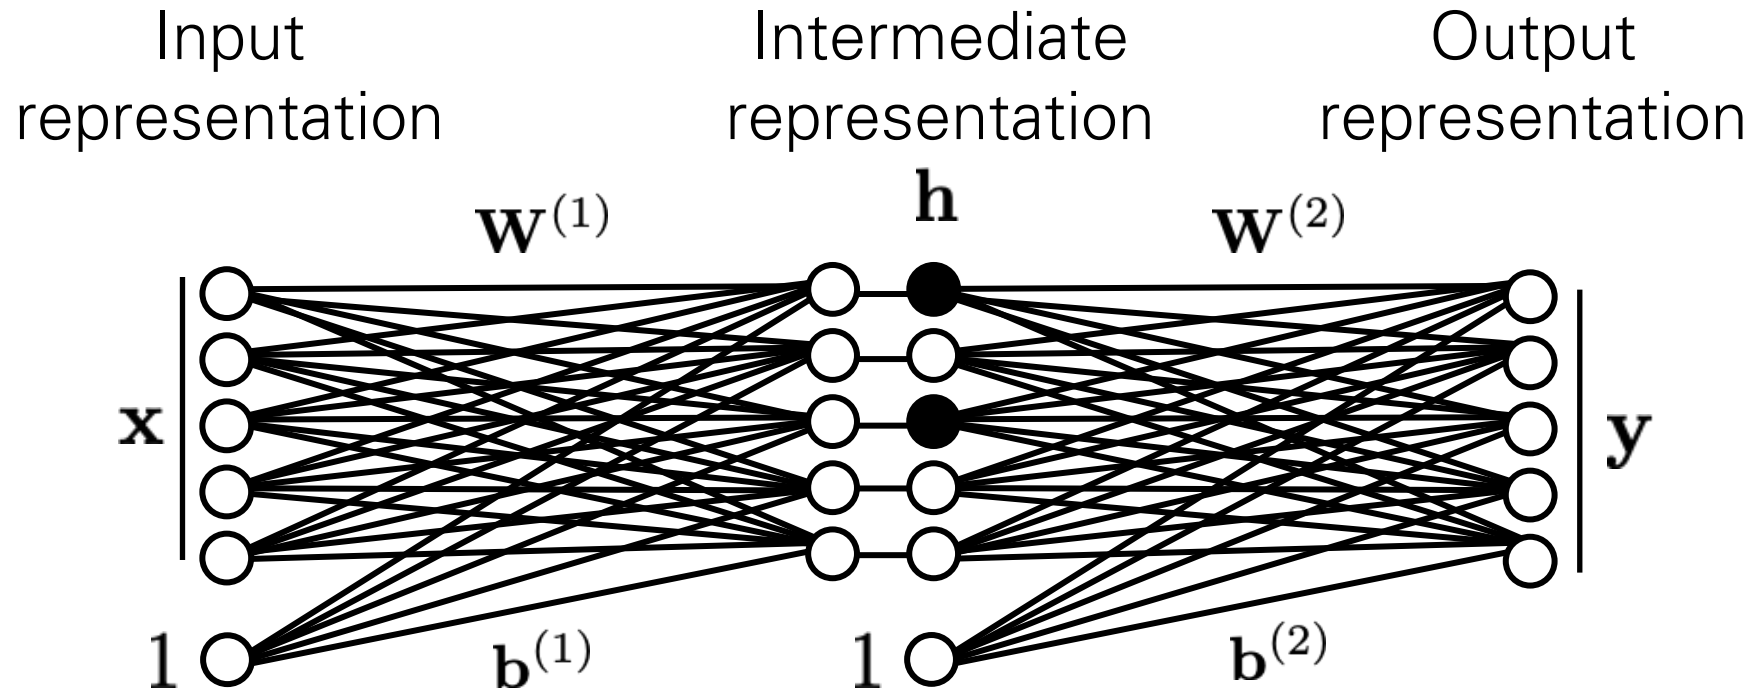 Input
representation
Intermediate
representation
Output
representation
h
W(1)
W(2)
x
y
1
b(1)
1
b(2)